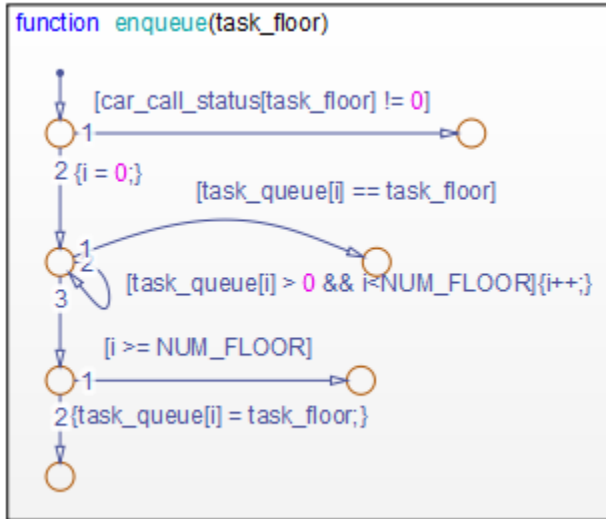 function enqueue(task_floor)
[car_call_status[task_floor] != 0]
1
2 {i = 0;}
[task_queue[i] == task_floor]
1
2
[task_queue[i] > 0 && i<NUM_FLOOR]{i++;}
3
[i >= NUM_FLOOR]
1
2 {task_queue[i] = task_floor;}